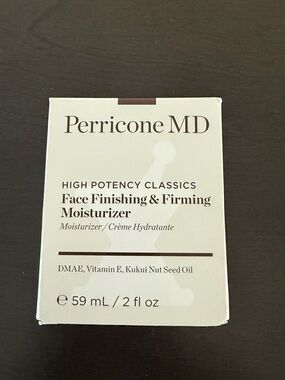 Perricone MD
HIGH POTENCY CLASSICS
Face Finishing & Firming
Moisturizer
Moisturizer / Crème Hydratante
DMAE, Vitamin E, Kukui Nut Seed Oil
℮ 59 mL / 2 fl oz